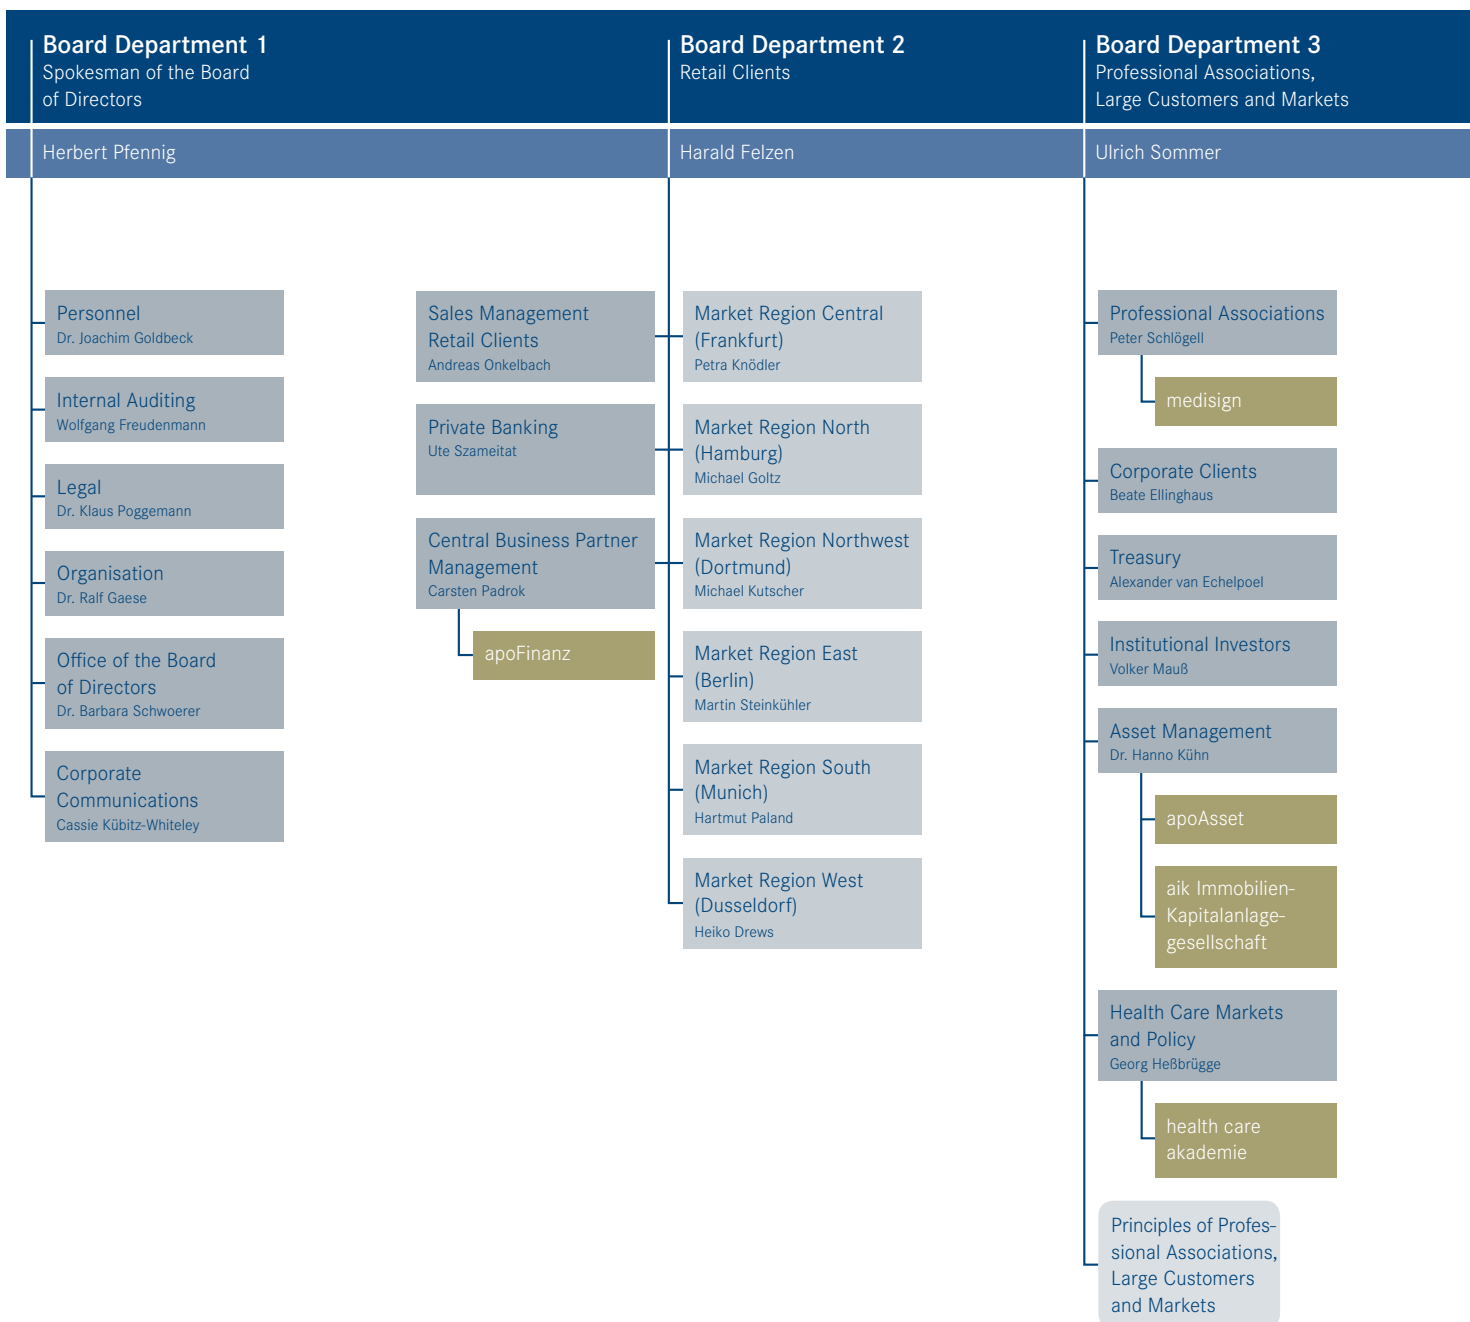 Board Department 1
Spokesman of the Board
of Directors
Herbert Pfennig
Personnel
Dr. Joachim Goldbeck
Internal Auditing
Wolfgang Freudenmann
Legal
Dr. Klaus Poggemann
Organisation
Dr. Ralf Gaese
Office of the Board
of Directors
Dr. Barbara Schwoerer
Corporate
Communications
Cassie Kübitz-Whiteley
Board Department 2
Retail Clients
Harald Felzen
Sales Management
Retail Clients
Andreas Onkelbach
Private Banking
Ute Szameitat
Central Business Partner
Management
Carsten Padrok
apoFinanz
Market Region Central
(Frankfurt)
Petra Knödler
Market Region North
(Hamburg)
Michael Goltz
Market Region Northwest
(Dortmund)
Michael Kutscher
Market Region East
(Berlin)
Martin Steinkühler
Market Region South
(Munich)
Hartmut Paland
Market Region West
(Dusseldorf)
Heiko Drews
Board Department 3
Professional Associations,
Large Customers and Markets
Ulrich Sommer
Professional Associations
Peter Schlögell
medisign
Corporate Clients
Beate Ellinghaus
Treasury
Alexander van Echelpoel
Institutional Investors
Volker Mauß
Asset Management
Dr. Hanno Kühn
apoAsset
aik Immobilien-
Kapitalanlage-
gesellschaft
Health Care Markets
and Policy
Georg Heßbrügge
health care
akademie
Principles of Profes-
sional Associations,
Large Customers
and Markets